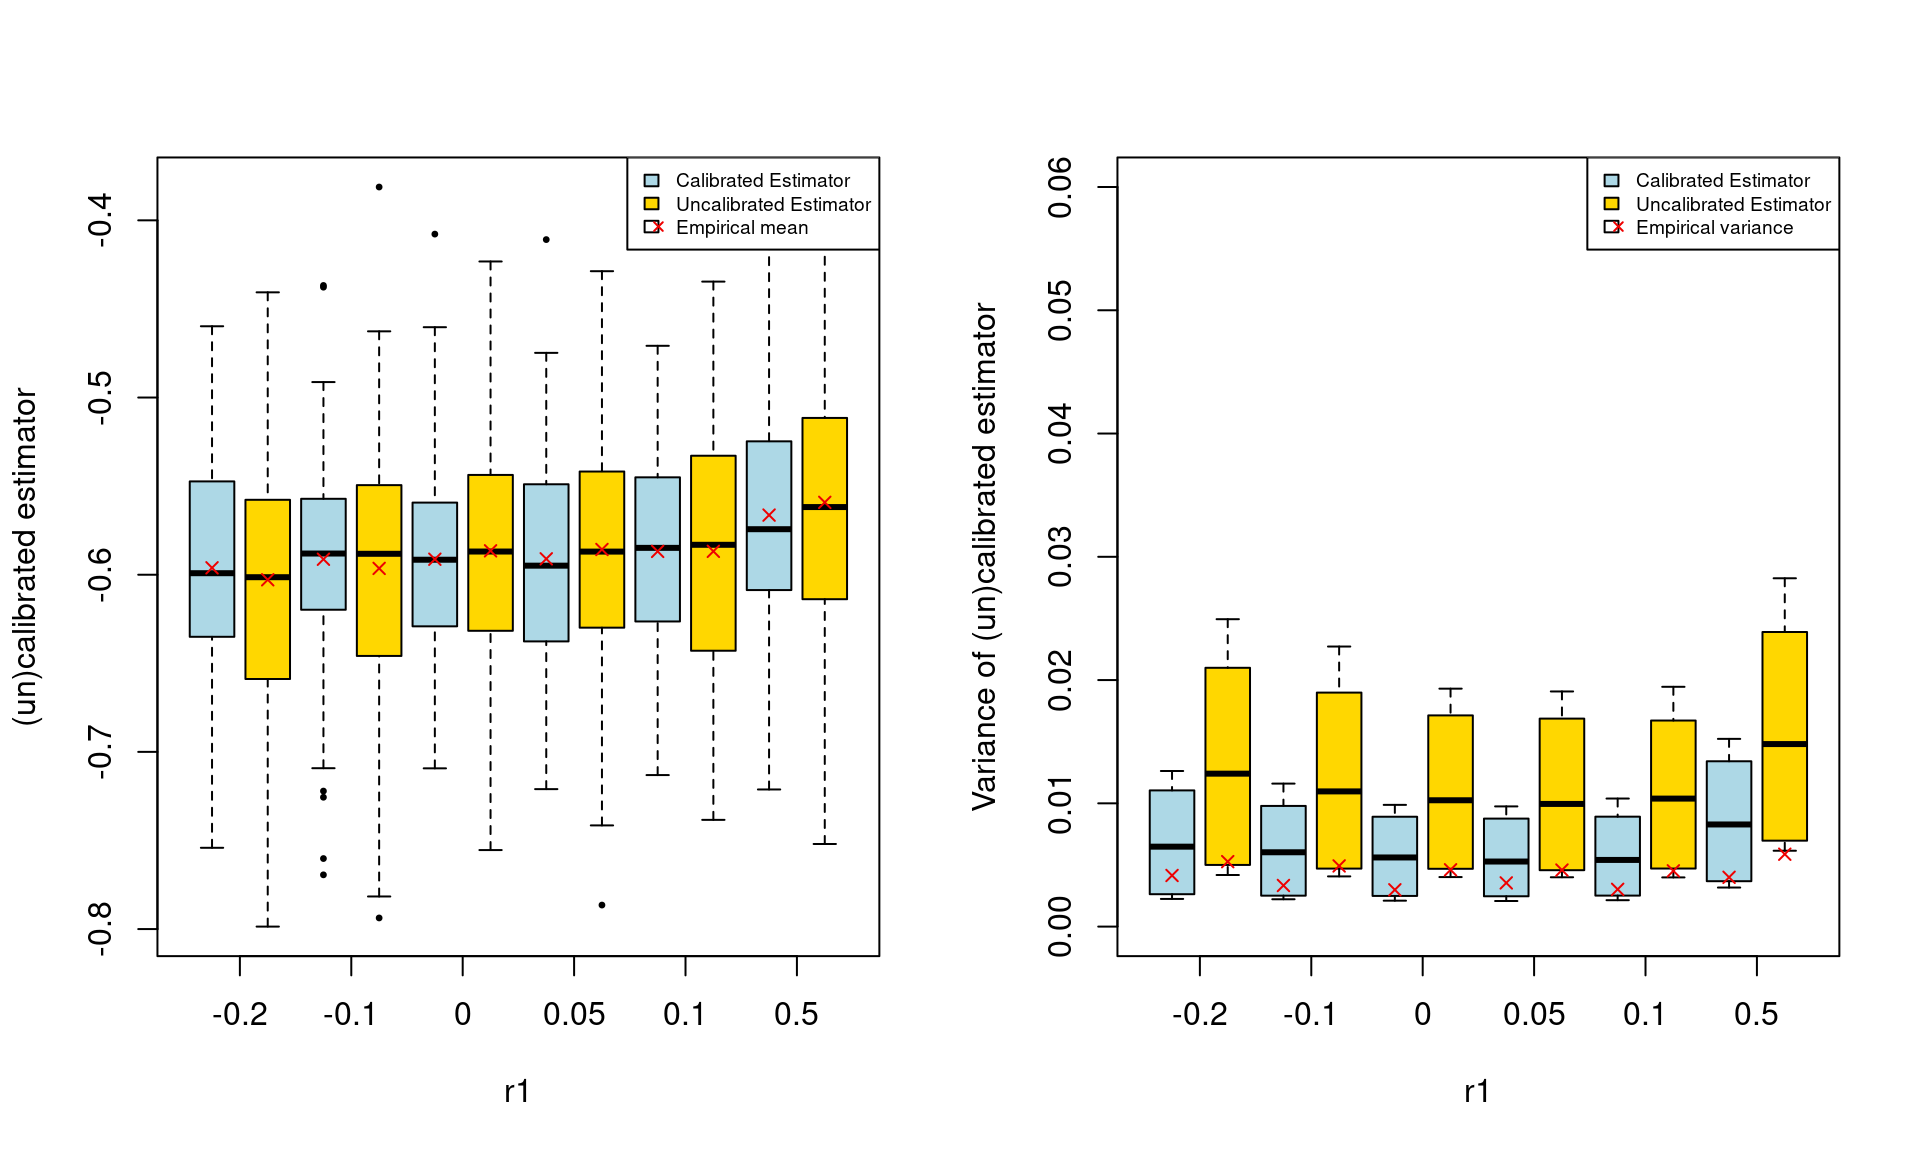 (un)calibrated estimator
-0.4
-0.5
-0.6
-0.7
-0.8
Calibrated Estimator
Uncalibrated Estimator
Empirical mean
-0.2 -0.1 0 0.05 0.1 0.5
r1
Variance of (un)calibrated estimator
0.06
0.05
0.04
0.03
0.02
0.01
0.00
Calibrated Estimator
Uncalibrated Estimator
Empirical variance
-0.2 -0.1 0 0.05 0.1 0.5
r1